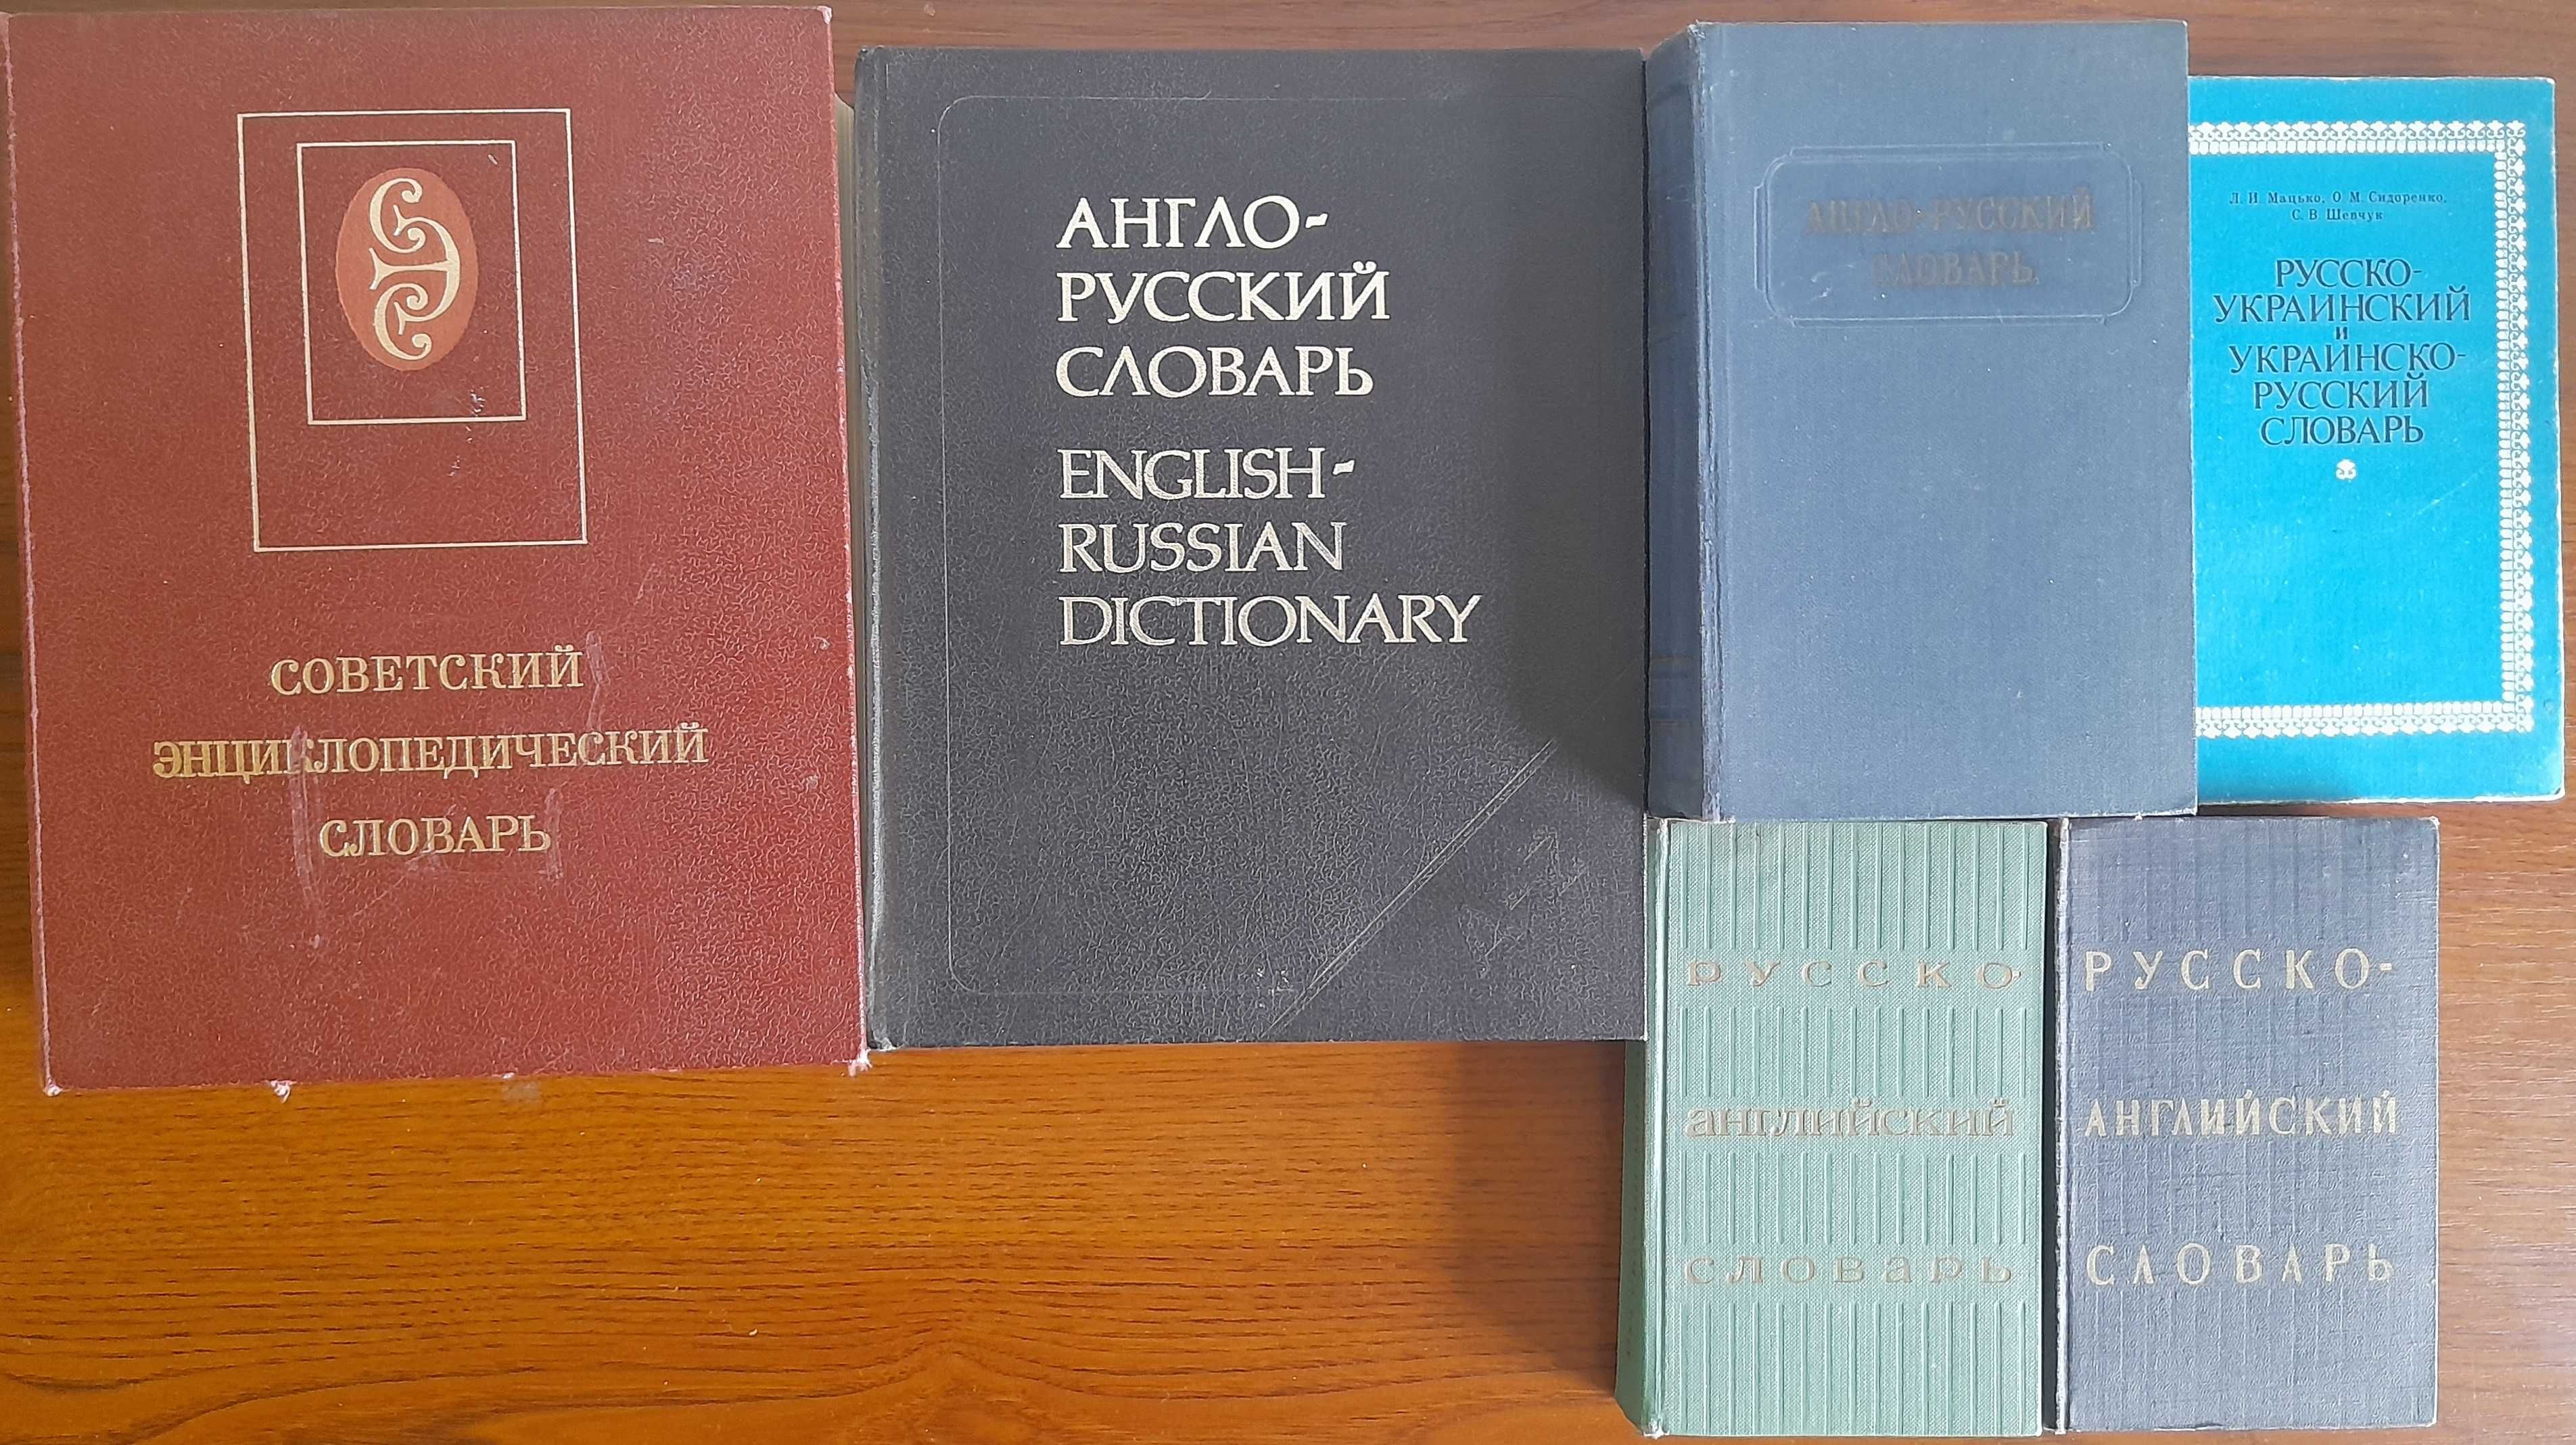 СОВЕТСКИЙ
ЭНЦИКЛОПЕДИЧЕСКИЙ
СЛОВАРЬ
АНГЛО-
РУССКИЙ
СЛОВАРЬ
ENGLISH-
RUSSIAN
DICTIONARY
АНГЛО-РУССКИЙ
СЛОВАРЬ
Л. И. Мацько, О. М. Сидоренко,
С. В. Шевчук
РУССКО-
УКРАИНСКИЙ
и
УКРАИНСКО-
РУССКИЙ
СЛОВАРЬ
РУССКО-
английский
словарь
РУССКО-
АНГЛИЙСКИЙ
СЛОВАРЬ